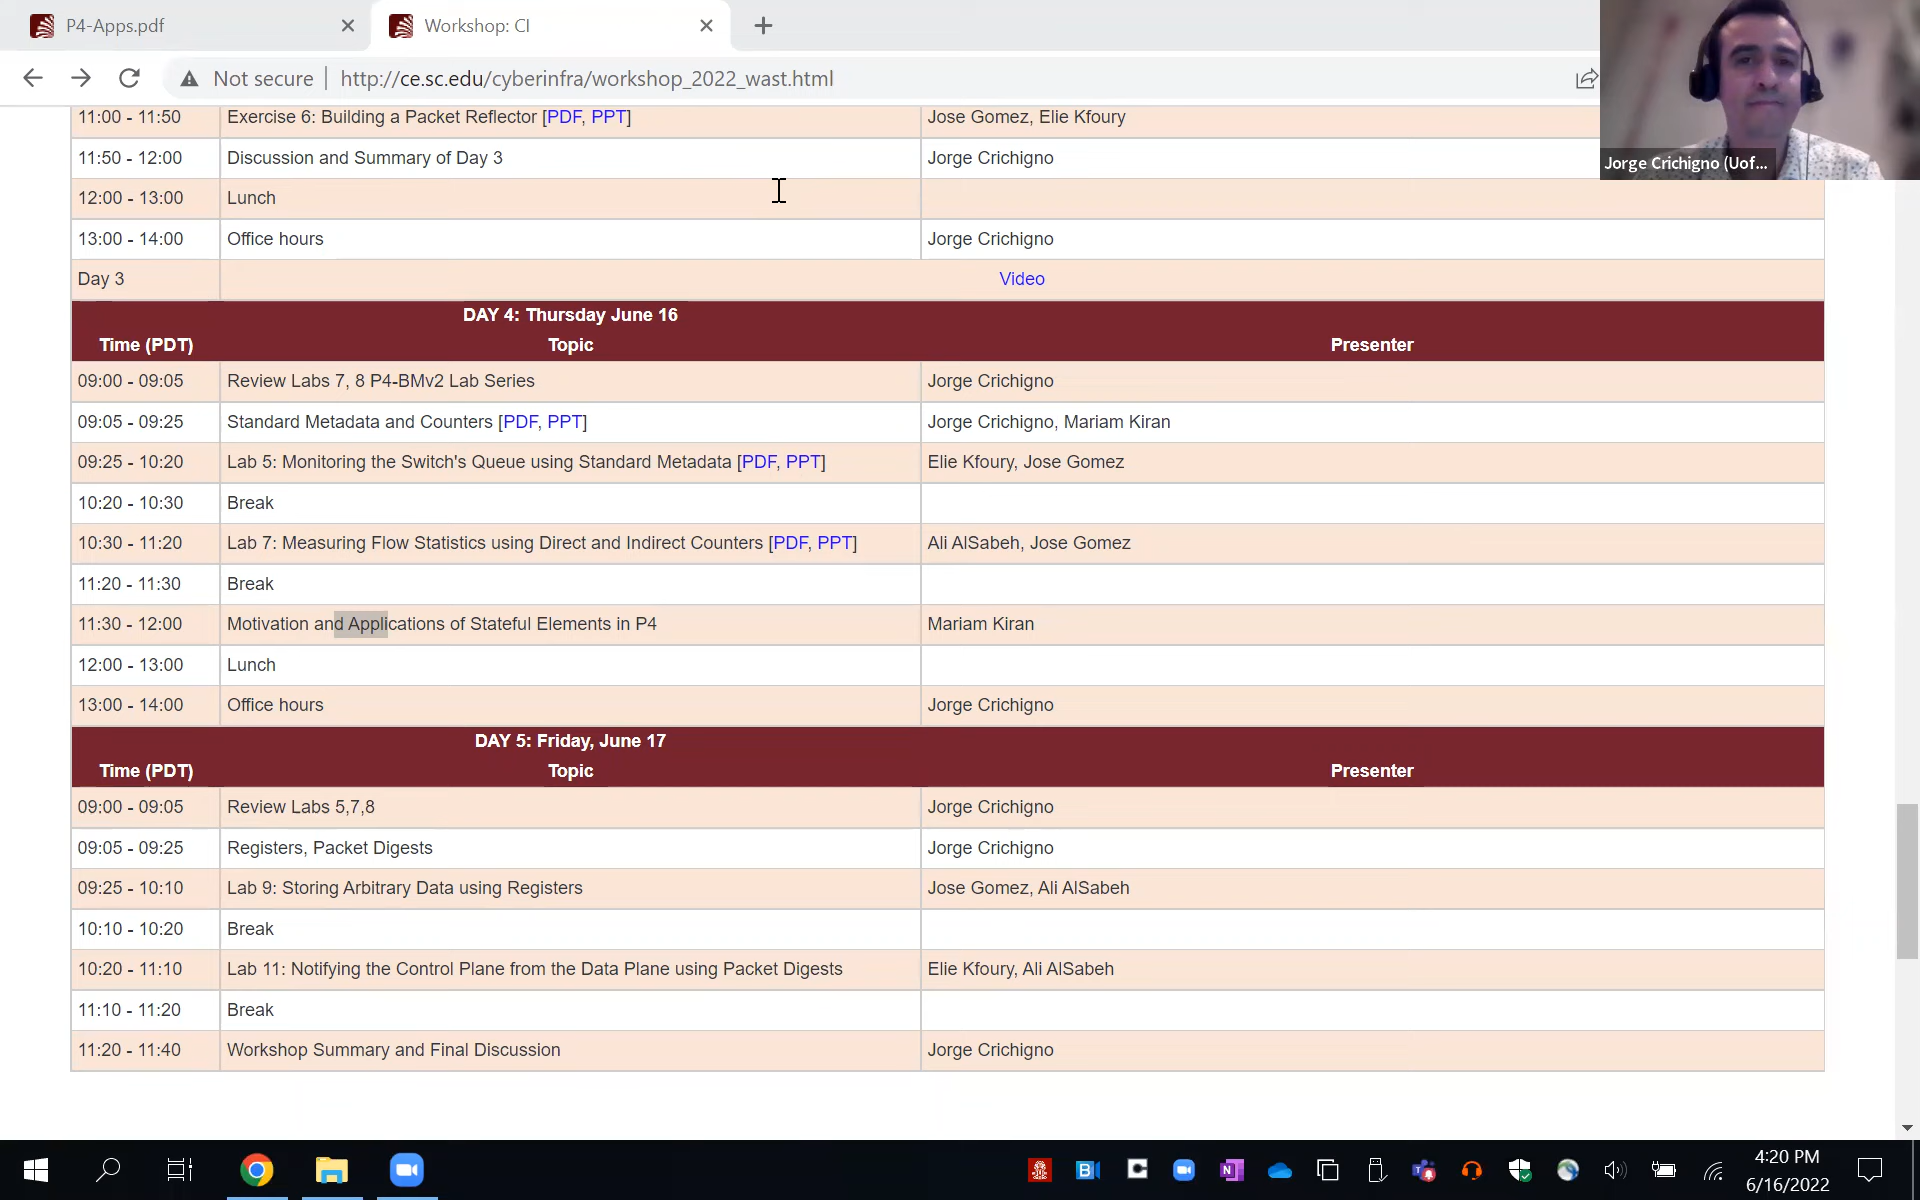 P4-Apps.pdf
Workshop: CI
Not secure
http://ce.sc.edu/cyberinfra/workshop_2022_wast.html
Jorge Crichigno (Uof...
11:00 - 11:50 Exercise 6: Building a Packet Reflector [PDF, PPT] Jose Gomez, Elie Kfoury
11:50 - 12:00 Discussion and Summary of Day 3 Jorge Crichigno
12:00 - 13:00 Lunch
13:00 - 14:00 Office hours Jorge Crichigno
Day 3 Video
DAY 4: Thursday June 16
Time (PDT) Topic Presenter
09:00 - 09:05 Review Labs 7, 8 P4-BMv2 Lab Series Jorge Crichigno
09:05 - 09:25 Standard Metadata and Counters [PDF, PPT] Jorge Crichigno, Mariam Kiran
09:25 - 10:20 Lab 5: Monitoring the Switch's Queue using Standard Metadata [PDF, PPT] Elie Kfoury, Jose Gomez
10:20 - 10:30 Break
10:30 - 11:20 Lab 7: Measuring Flow Statistics using Direct and Indirect Counters [PDF, PPT] Ali AlSabeh, Jose Gomez
11:20 - 11:30 Break
11:30 - 12:00 Motivation and Applications of Stateful Elements in P4 Mariam Kiran
12:00 - 13:00 Lunch
13:00 - 14:00 Office hours Jorge Crichigno
DAY 5: Friday, June 17
Time (PDT) Topic Presenter
09:00 - 09:05 Review Labs 5,7,8 Jorge Crichigno
09:05 - 09:25 Registers, Packet Digests Jorge Crichigno
09:25 - 10:10 Lab 9: Storing Arbitrary Data using Registers Jose Gomez, Ali AlSabeh
10:10 - 10:20 Break
10:20 - 11:10 Lab 11: Notifying the Control Plane from the Data Plane using Packet Digests Elie Kfoury, Ali AlSabeh
11:10 - 11:20 Break
11:20 - 11:40 Workshop Summary and Final Discussion Jorge Crichigno
4:20 PM
6/16/2022